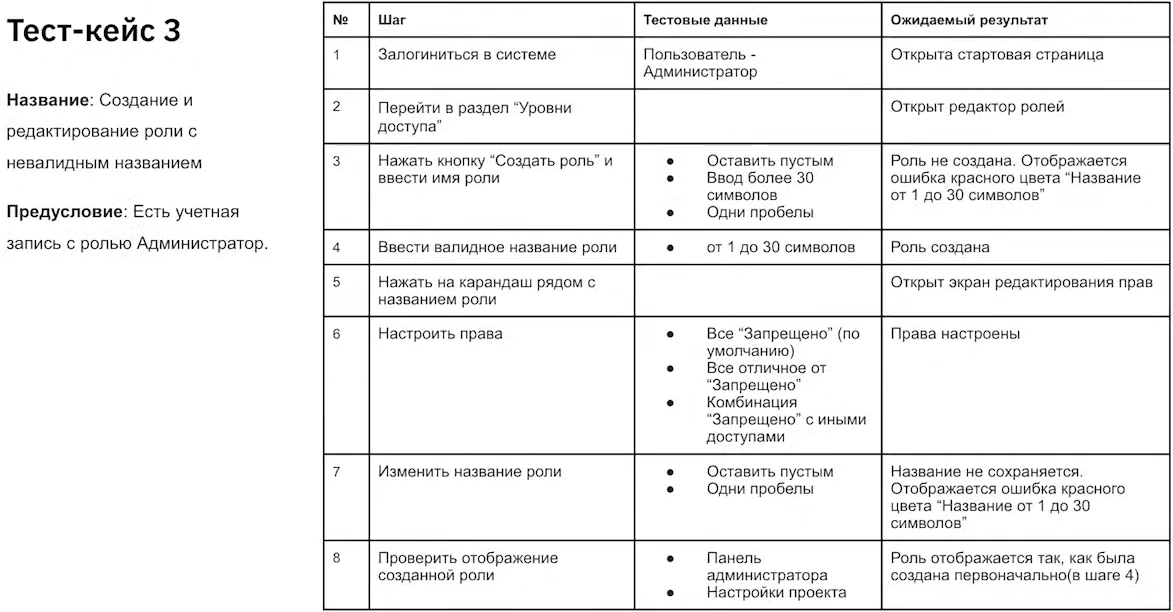 Тест-кейс 3
Название: Создание и
редактирование роли с
невалидным названием
Предусловие: Есть учетная
запись с ролью Администратор.
№ Шаг Тестовые данные Ожидаемый результат
1 Залогиниться в системе Пользователь - Открыта стартовая страница
Администратор
2 Перейти в раздел “Уровни Открыт редактор ролей
доступа”
3 Нажать кнопку “Создать роль” и ● Оставить пустым Роль не создана. Отображается
ввести имя роли ● Ввод более 30 ошибка красного цвета “Название
символов от 1 до 30 символов”
● Одни пробелы
4 Ввести валидное название роли ● от 1 до 30 символов Роль создана
5 Нажать на карандаш рядом с Открыт экран редактирования прав
названием роли
6 Настроить права ● Все “Запрещено” (по Права настроены
умолчанию)
● Все отличное от
“Запрещено”
● Комбинация
“Запрещено” с иными
доступами
7 Изменить название роли ● Оставить пустым Название не сохраняется.
● Одни пробелы Отображается ошибка красного
цвета “Название от 1 до 30
символов”
8 Проверить отображение ● Панель Роль отображается так, как была
созданной роли администратора создана первоначально(в шаге 4)
● Настройки проекта